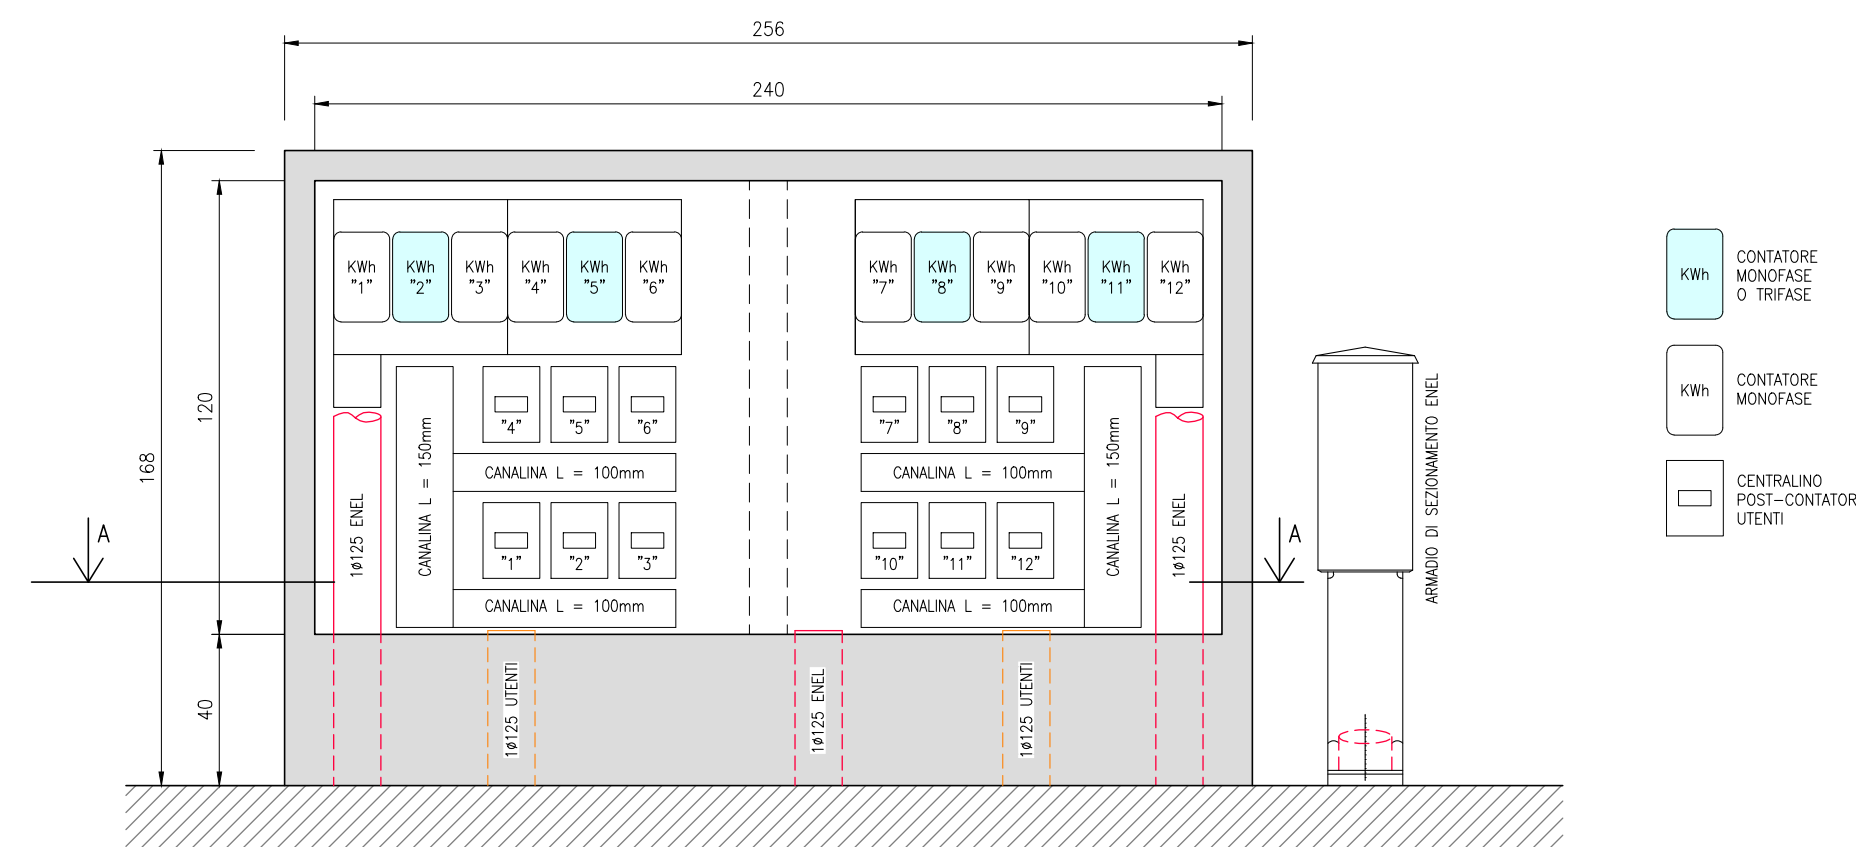 256
240
168
120
40
KWh
"1"
KWh
"2"
KWh
"3"
KWh
"4"
KWh
"5"
KWh
"6"
KWh
"7"
KWh
"8"
KWh
"9"
KWh
"10"
KWh
"11"
KWh
"12"
"4"
"5"
"6"
"7"
"8"
"9"
CANALINA L = 100mm
CANALINA L = 100mm
"1"
"2"
"3"
"10"
"11"
"12"
CANALINA L = 100mm
CANALINA L = 100mm
CANALINA L = 150mm
CANALINA L = 150mm
1ø125 ENEL
1ø125 ENEL
A
A
1ø125 UTENTI
1ø125 ENEL
1ø125 UTENTI
ARMADIO DI SEZIONAMENTO ENEL
KWh
CONTATORE
MONOFASE
O TRIFASE
KWh
CONTATORE
MONOFASE
CENTRALINO
POST-CONTATOR
UTENTI